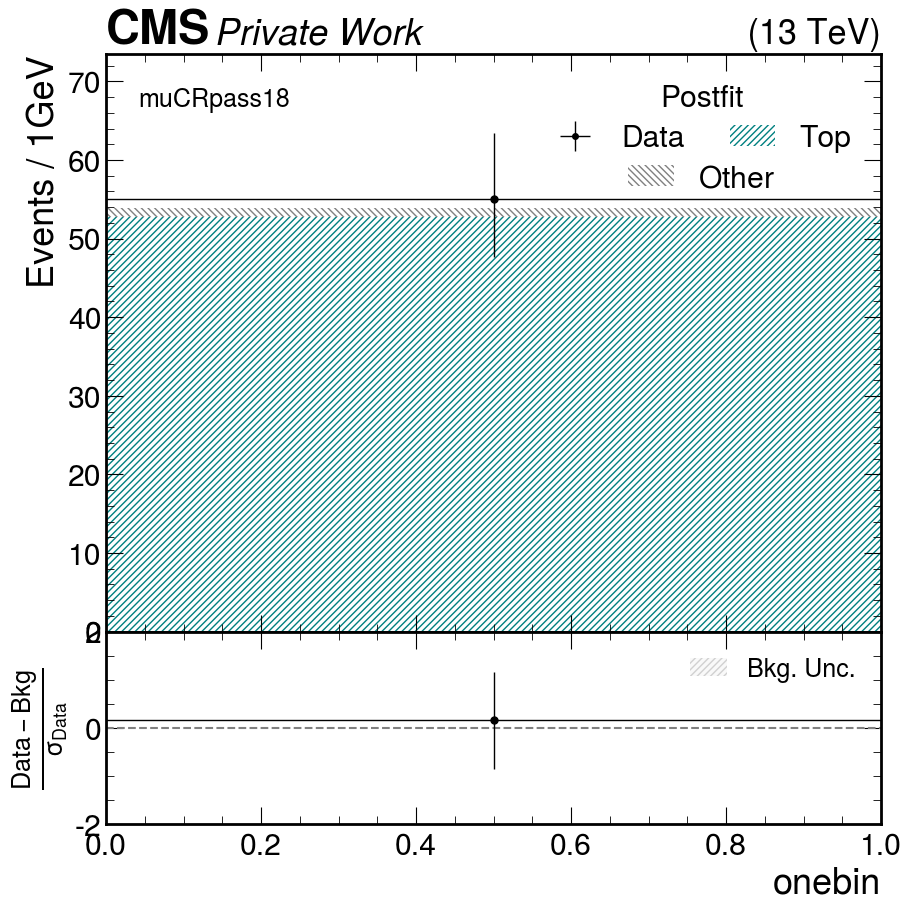 CMS Private Work (13 TeV)
Events / 1GeV
muCRpass18
Postfit
Data Top
Other
70
60
50
40
30
20
10
0
2
0
-2
Data – Bkg
σData
Bkg. Unc.
0.0 0.2 0.4 0.6 0.8 1.0
onebin